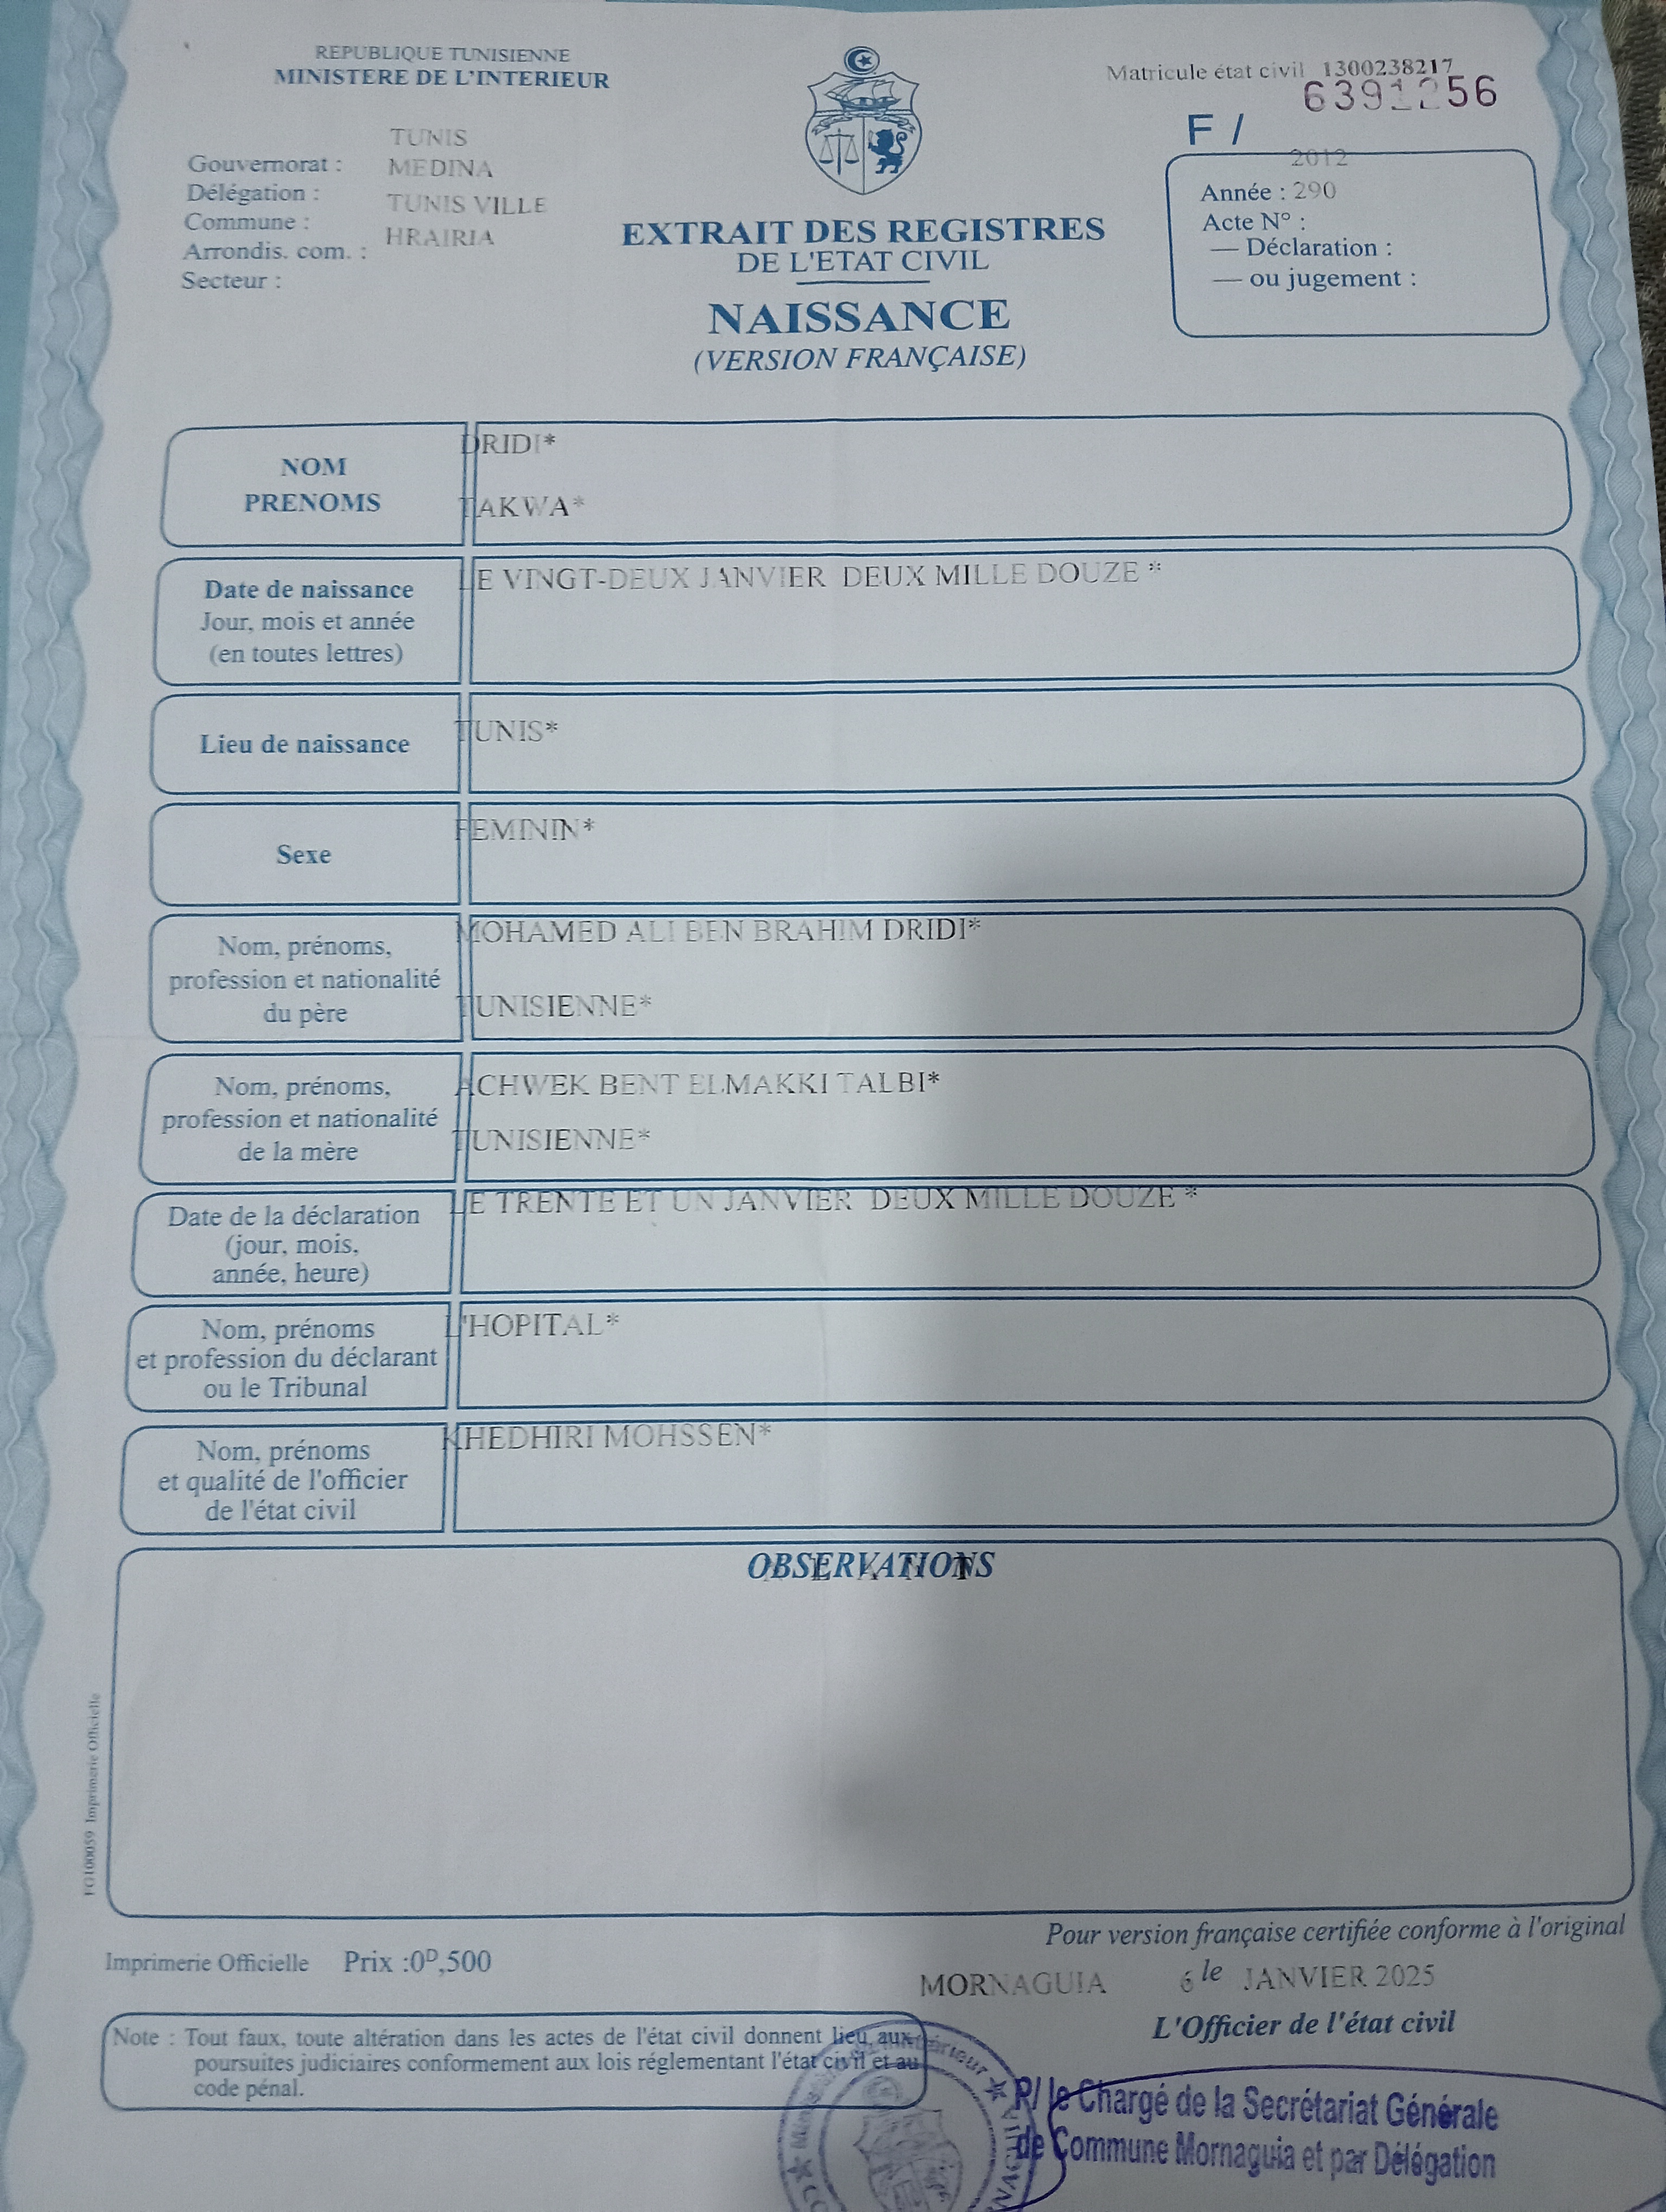 REPUBLIQUE TUNISIENNE
MINISTERE DE L'INTERIEUR
Matricule état civil 1300238217
6391256
F /
TUNIS
Gouvernorat : MEDINA
Délégation : TUNIS VILLE
Commune : HRAIRIA
Arrondis. com. :
Secteur :
2012
Année : 290
Acte N° :
— Déclaration :
— ou jugement :
EXTRAIT DES REGISTRES
DE L'ETAT CIVIL
NAISSANCE
(VERSION FRANÇAISE)
NOM DRIDI*
PRENOMS TAKWA*
Date de naissance LE VINGT-DEUX JANVIER DEUX MILLE DOUZE *
Jour, mois et année
(en toutes lettres)
Lieu de naissance TUNIS*
Sexe FEMININ*
Nom, prénoms, MOHAMED ALI BEN BRAHIM DRIDI*
profession et nationalité
du père TUNISIENNE*
Nom, prénoms, ACHWEK BENT ELMAKKI TALBI*
profession et nationalité
de la mère TUNISIENNE*
Date de la déclaration LE TRENTE ET UN JANVIER DEUX MILLE DOUZE *
(jour, mois,
année, heure)
Nom, prénoms L'HOPITAL*
et profession du déclarant
ou le Tribunal
Nom, prénoms KHEDHIRI MOHSSEN*
et qualité de l'officier
de l'état civil
OBSERVATIONS
EG100059 Imprimerie Officielle
Pour version française certifiée conforme à l'original
Imprimerie Officielle Prix :0D,500
MORNAGUIA 6 le JANVIER 2025
L'Officier de l'état civil
Note : Tout faux, toute altération dans les actes de l'état civil donnent lieu aux
poursuites judiciaires conformement aux lois réglementant l'état civil et au
code pénal.
P/ le Chargé de la Secrétariat Générale
de Commune Mornaguia et par Délégation